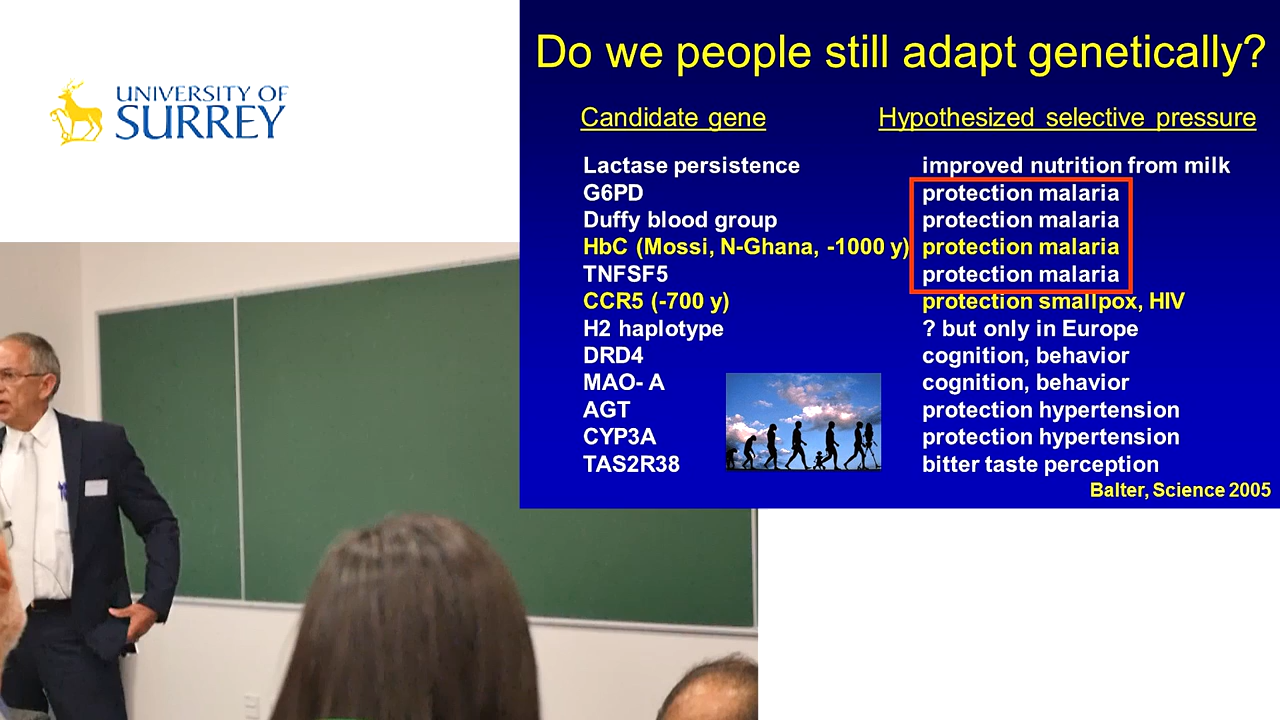 UNIVERSITY OF
SURREY
Do we people still adapt genetically?
Candidate gene Hypothesized selective pressure
Lactase persistence improved nutrition from milk
G6PD protection malaria
Duffy blood group protection malaria
HbC (Mossi, N-Ghana, -1000 y) protection malaria
TNFSF5 protection malaria
CCR5 (-700 y) protection smallpox, HIV
H2 haplotype ? but only in Europe
DRD4 cognition, behavior
MAO- A cognition, behavior
AGT protection hypertension
CYP3A protection hypertension
TAS2R38 bitter taste perception
Balter, Science 2005